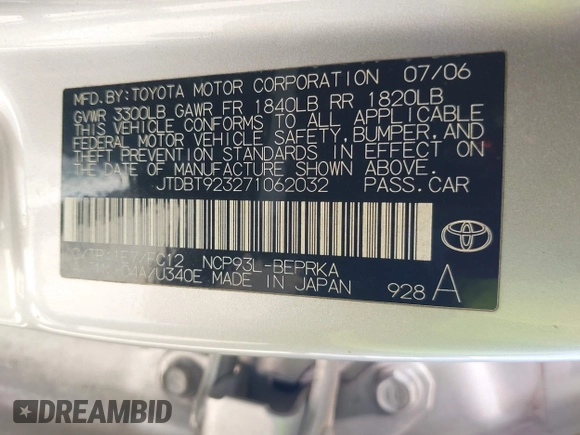 MFD.BY:TOYOTA MOTOR CORPORATION 07/06
GVWR 3300LB GAWR FR 1840LB RR 1820LB
THIS VEHICLE CONFORMS TO ALL APPLICABLE
FEDERAL MOTOR VEHICLE SAFETY, BUMPER, AND
THEFT PREVENTION STANDARDS IN EFFECT ON
THE DATE OF MANUFACTURE SHOWN ABOVE.
JTDBT923271062032 PASS.CAR
FC12 NCP93L-BEPRKA
U340E MADE IN JAPAN
928 A
DREAMBID